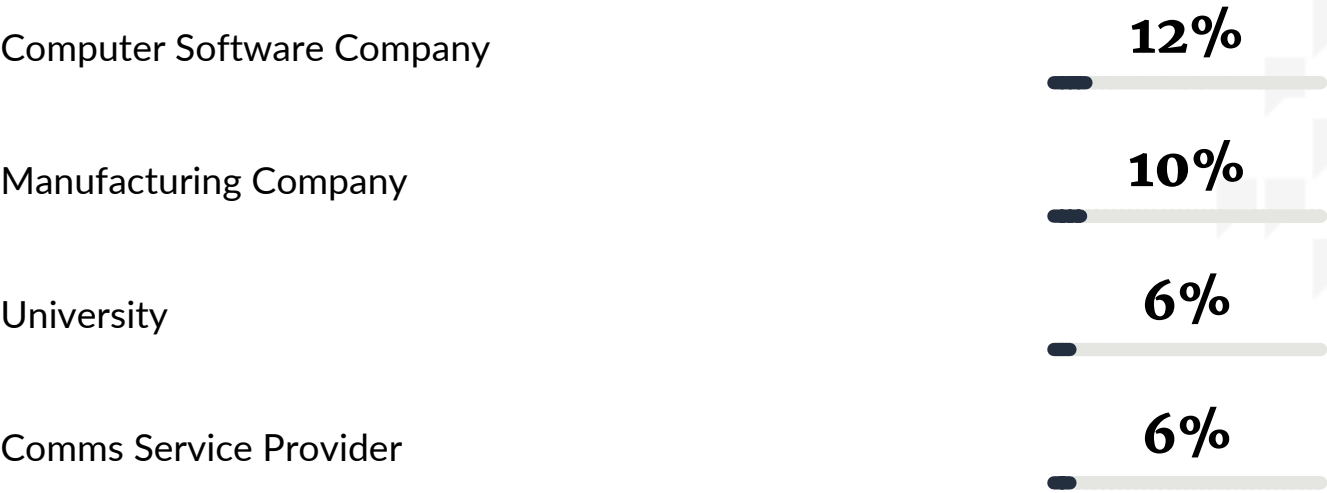 Computer Software Company 12%
Manufacturing Company 10%
University 6%
Comms Service Provider 6%